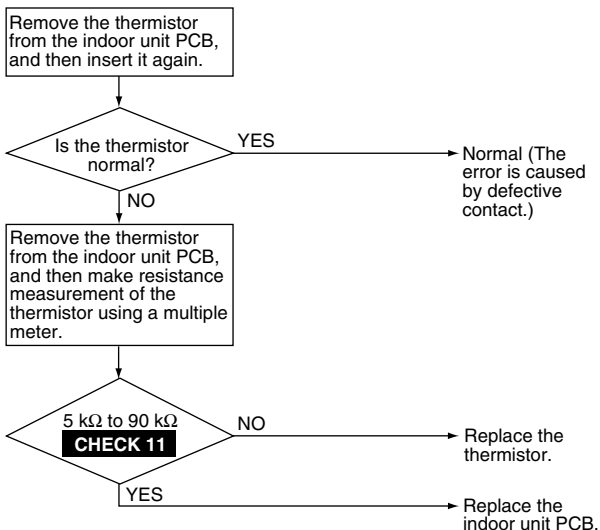 Remove the thermistor
from the indoor unit PCB,
and then insert it again.
Is the thermistor
normal?
YES
Normal (The
error is caused
by defective
contact.)
NO
Remove the thermistor
from the indoor unit PCB,
and then make resistance
measurement of the
thermistor using a multiple
meter.
5 kΩ to 90 kΩ
CHECK 11
NO
Replace the
thermistor.
YES
Replace the
indoor unit PCB.